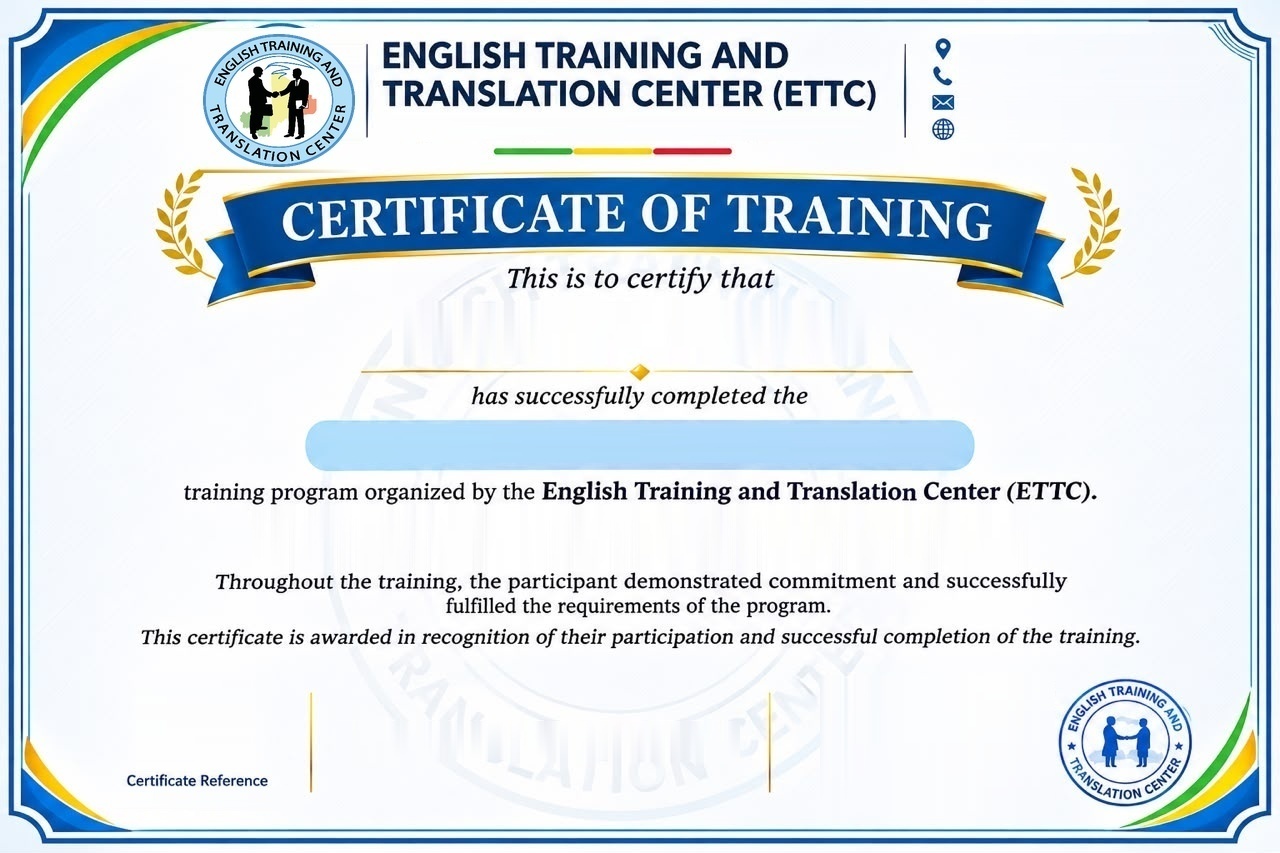 ENGLISH TRAINING AND
TRANSLATION CENTER
ENGLISH TRAINING AND
TRANSLATION CENTER (ETTC)
CERTIFICATE OF TRAINING
This is to certify that
has successfully completed the
training program organized by the English Training and Translation Center (ETTC).
Throughout the training, the participant demonstrated commitment and successfully
fulfilled the requirements of the program.
This certificate is awarded in recognition of their participation and successful completion of the training.
Certificate Reference
ENGLISH TRAINING AND
TRANSLATION CENTER